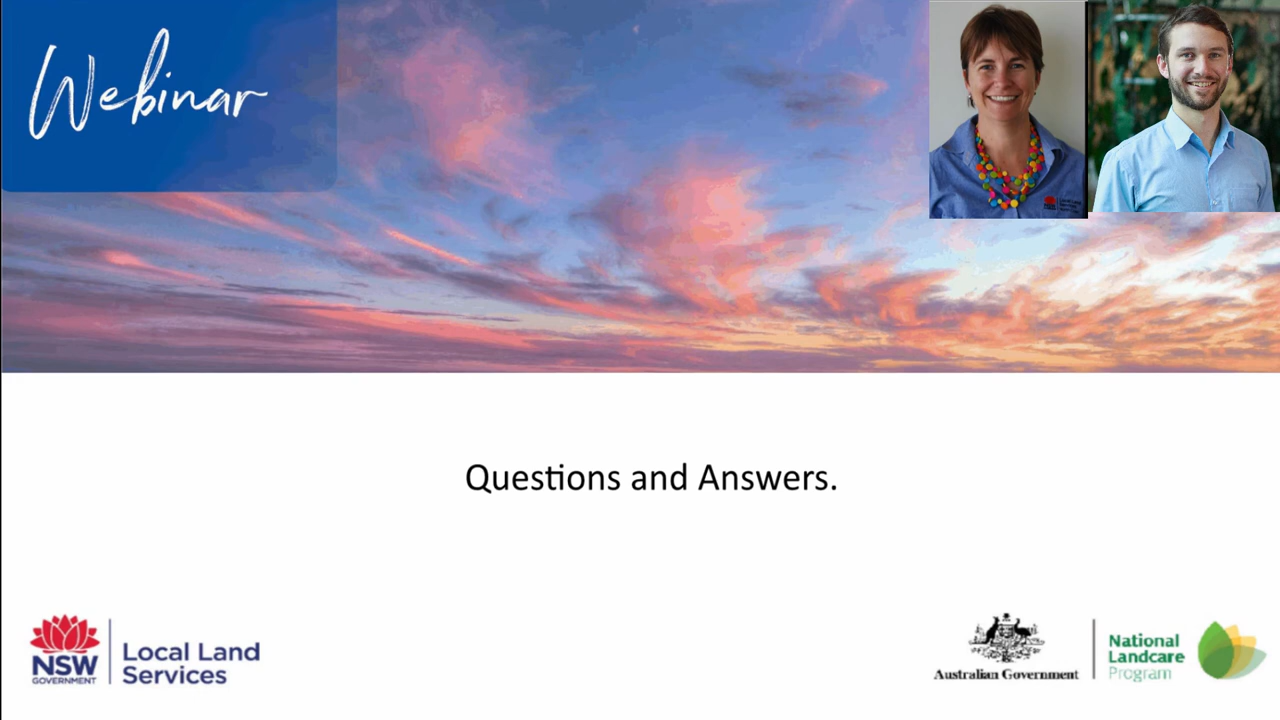 Webinar
Questions and Answers.
NSW
GOVERNMENT
Local Land
Services
Australian Government
National
Landcare
Program